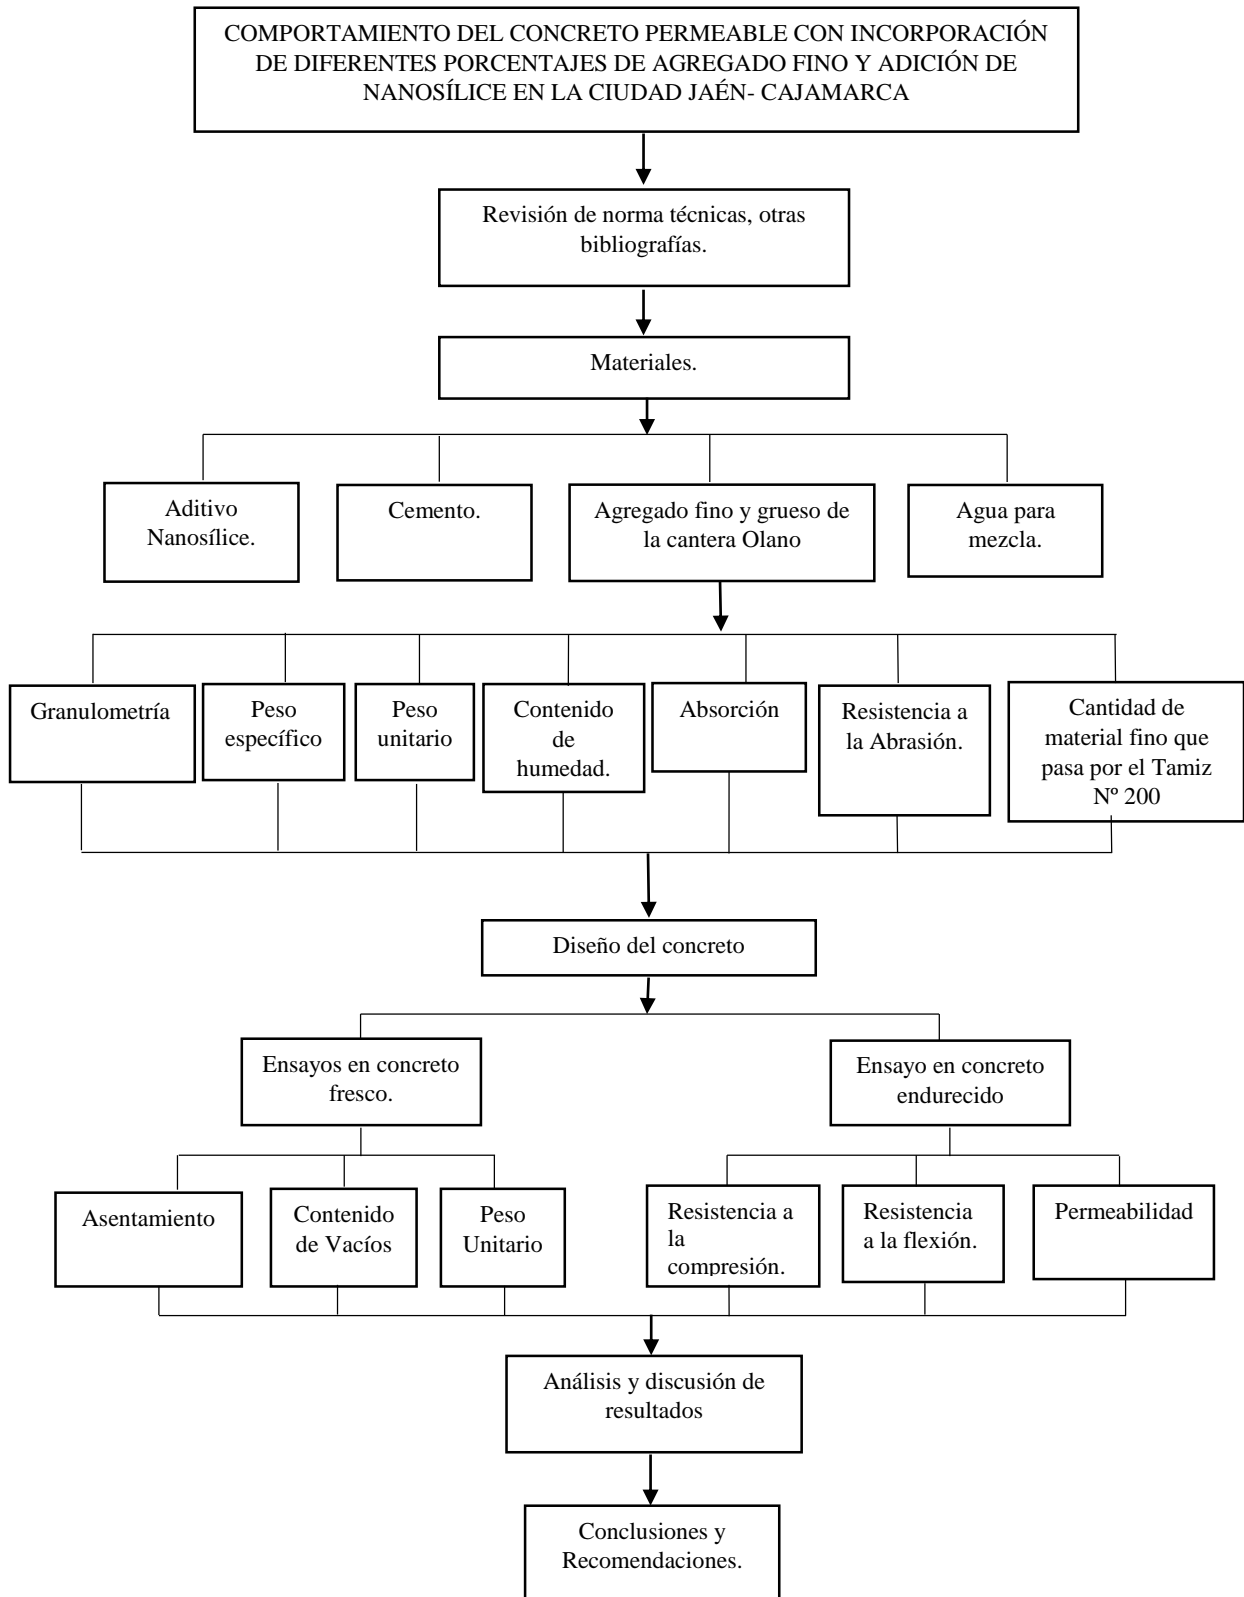 COMPORTAMIENTO DEL CONCRETO PERMEABLE CON INCORPORACIÓN
DE DIFERENTES PORCENTAJES DE AGREGADO FINO Y ADICIÓN DE
NANOSÍLICE EN LA CIUDAD JAÉN- CAJAMARCA
Revisión de norma técnicas, otras
bibliografías.
Materiales.
Aditivo
Nanosílice.
Cemento.
Agregado fino y grueso de
la cantera Olano
Agua para
mezcla.
Granulometría
Peso
específico
Peso
unitario
Contenido
de
humedad.
Absorción
Resistencia a
la Abrasión.
Cantidad de
material fino que
pasa por el Tamiz
Nº 200
Diseño del concreto
Ensayos en concreto
fresco.
Ensayo en concreto
endurecido
Asentamiento
Contenido
de Vacíos
Peso
Unitario
Resistencia a
la
compresión.
Resistencia
a la flexión.
Permeabilidad
Análisis y discusión de
resultados
Conclusiones y
Recomendaciones.